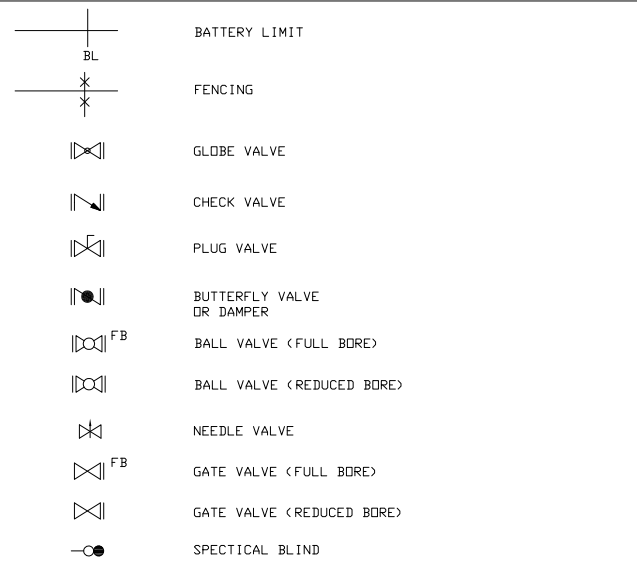 BATTERY LIMIT
BL
FENCING
GLOBE VALVE
CHECK VALVE
PLUG VALVE
BUTTERFLY VALVE
OR DAMPER
FB BALL VALVE (FULL BORE)
BALL VALVE (REDUCED BORE)
NEEDLE VALVE
FB GATE VALVE (FULL BORE)
GATE VALVE (REDUCED BORE)
SPECTICAL BLIND